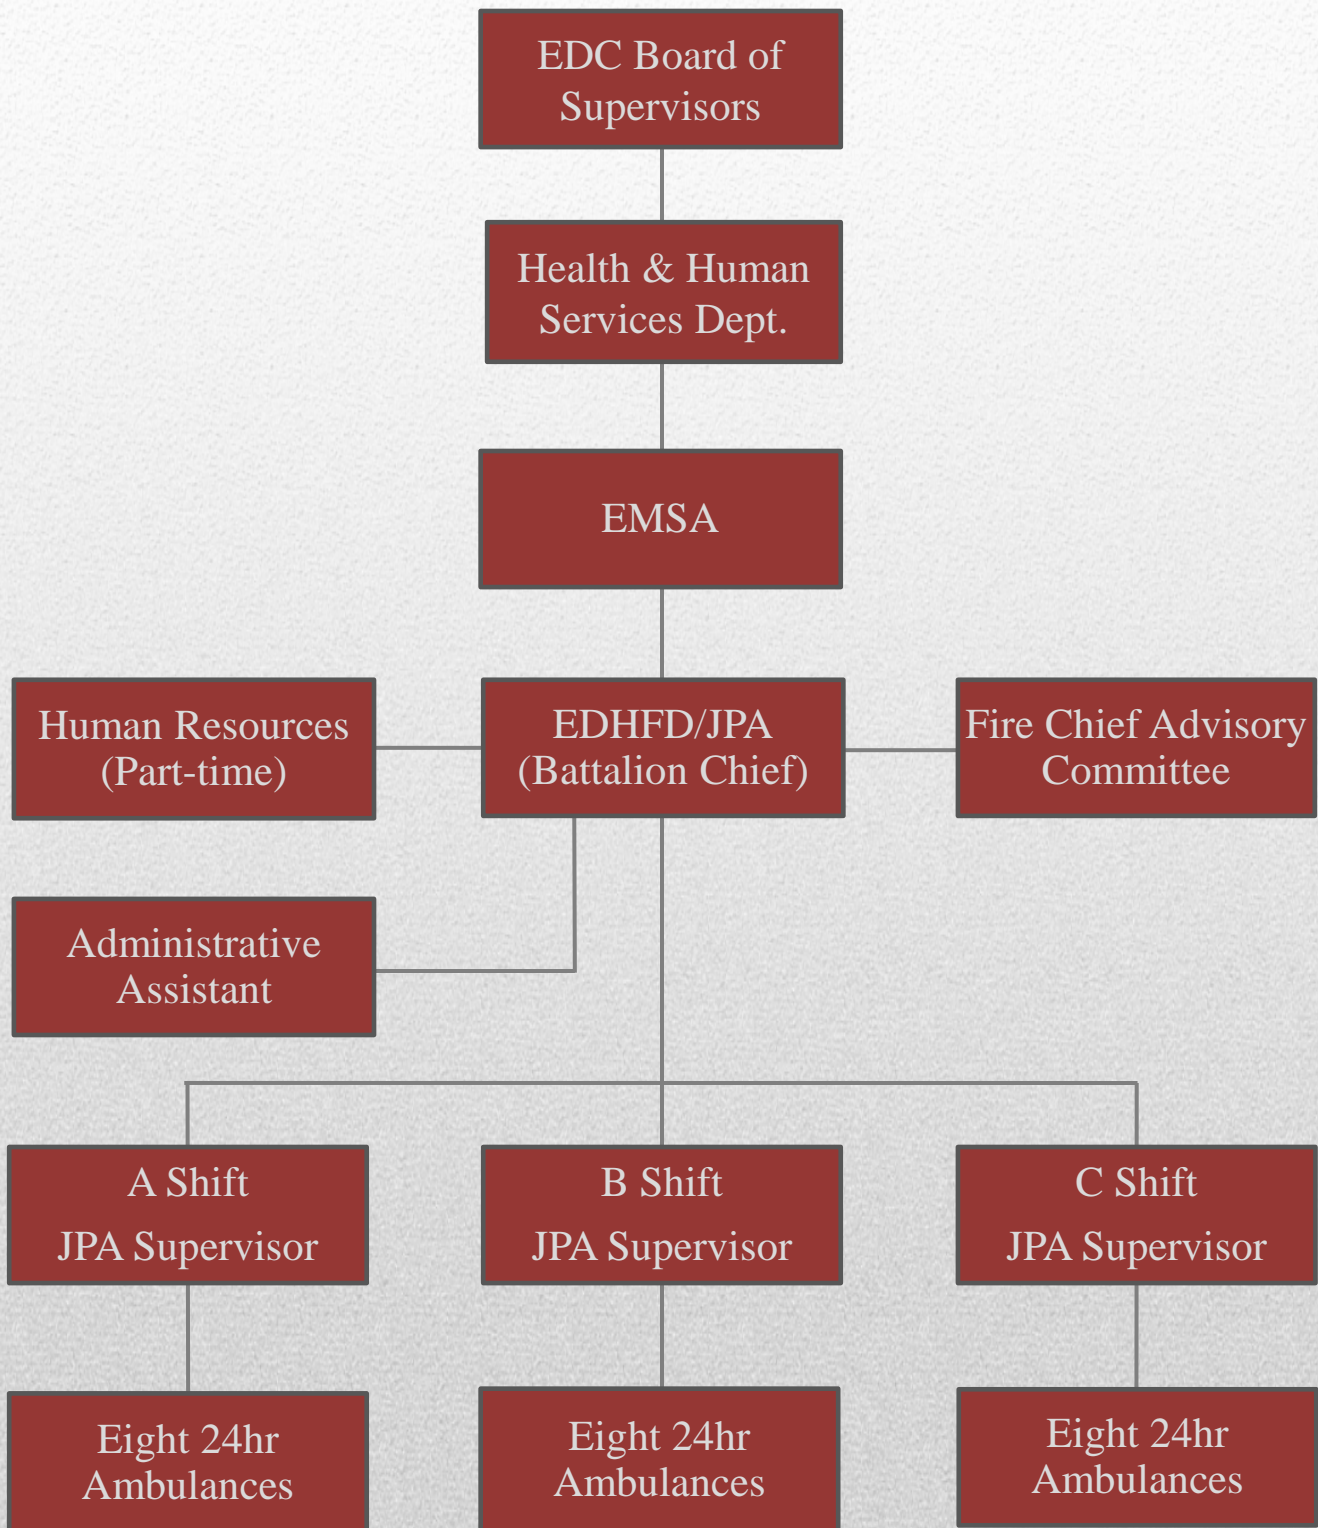 EDC Board of
Supervisors
Health & Human
Services Dept.
EMSA
Human Resources
(Part-time)
EDHFD/JPA
(Battalion Chief)
Fire Chief Advisory
Committee
Administrative
Assistant
A Shift
JPA Supervisor
B Shift
JPA Supervisor
C Shift
JPA Supervisor
Eight 24hr
Ambulances
Eight 24hr
Ambulances
Eight 24hr
Ambulances